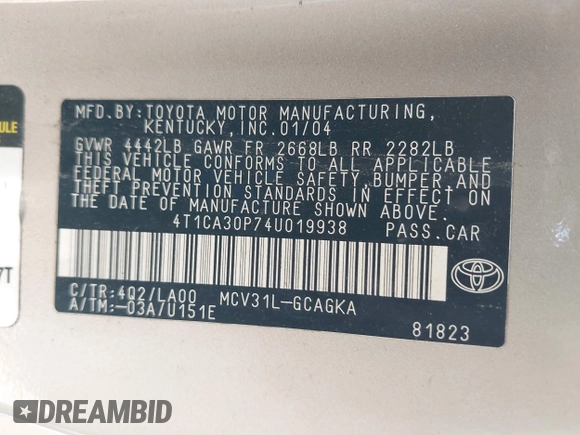 MFD.BY:TOYOTA MOTOR MANUFACTURING,
KENTUCKY,INC.01/04
GVWR 4442LB GAWR FR 2668LB RR 2282LB
THIS VEHICLE CONFORMS TO ALL APPLICABLE
FEDERAL MOTOR VEHICLE SAFETY,BUMPER,AND
THEFT PREVENTION STANDARDS IN EFFECT ON
THE DATE OF MANUFACTURE SHOWN ABOVE.
4T1CA30P74U019938 PASS.CAR
C/TR:4Q2/LA00 MCV31L-GCAGKA
A/TM:-03A/U151E
81823
ULE
7T
DREAMBID